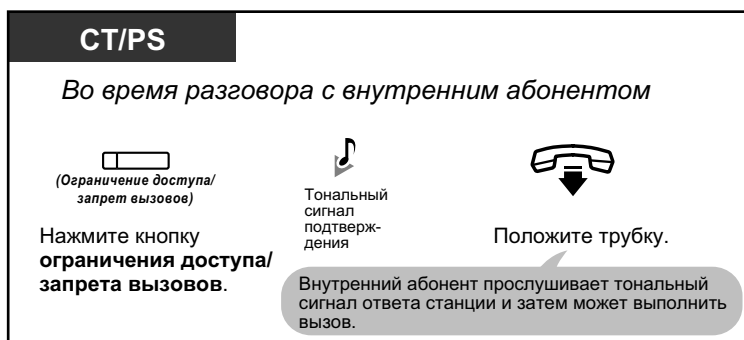 CT/PS
Во время разговора с внутренним абонентом
(Ограничение доступа/
запрет вызовов)
Нажмите кнопку
ограничения доступа/
запрета вызовов.
Тональный
сигнал
подтверж-
дения
Положите трубку.
Внутренний абонент прослушивает тональный
сигнал ответа станции и затем может выполнить
вызов.